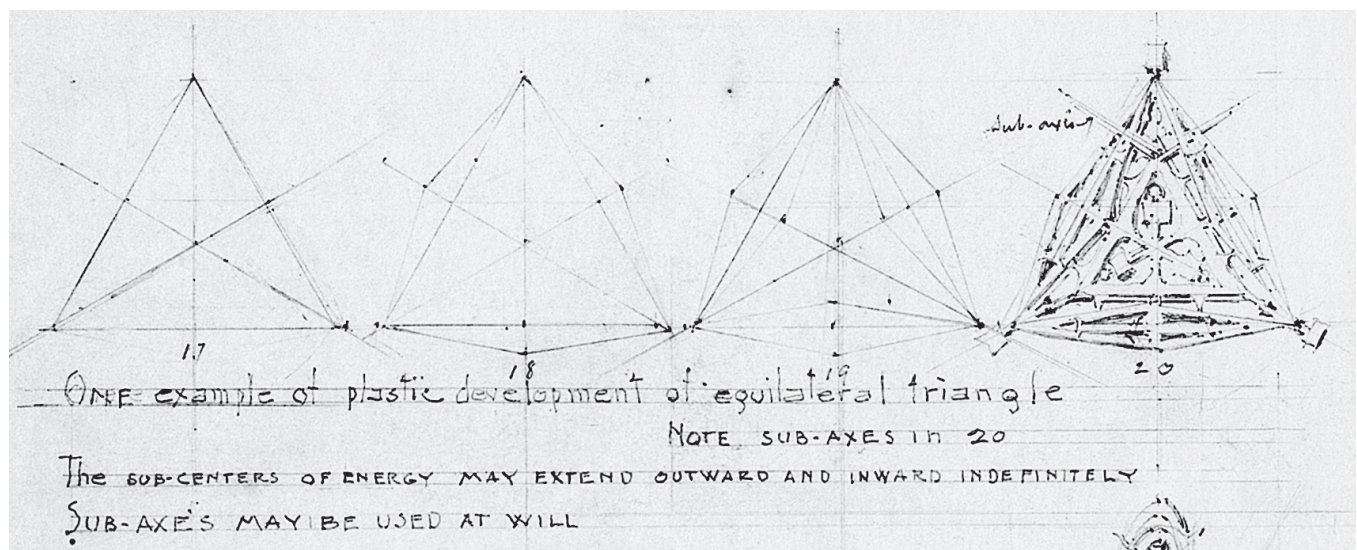 Sub-axis
17
18
19
20
ONE example of plastic development of equilateral triangle
NOTE SUB-AXES in 20
The SUB-CENTERS OF ENERGY MAY EXTEND OUTWARD AND INWARD INDEFINITELY
SUB-AXE'S MAY BE USED AT WILL